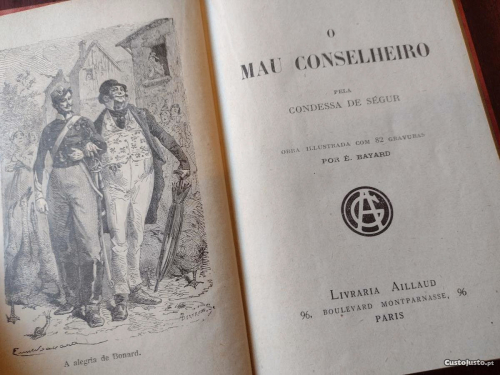 A alegria de Bonard.
O
MAU CONSELHEIRO
PELA
CONDESSA DE SÉGUR
OBRA ILLUSTRADA COM 82 GRAVURAS
POR É. BAYARD
LIVRARIA AILLAUD
96, BOULEVARD MONTPARNASSE, 96
PARIS
CustoJusto.pt